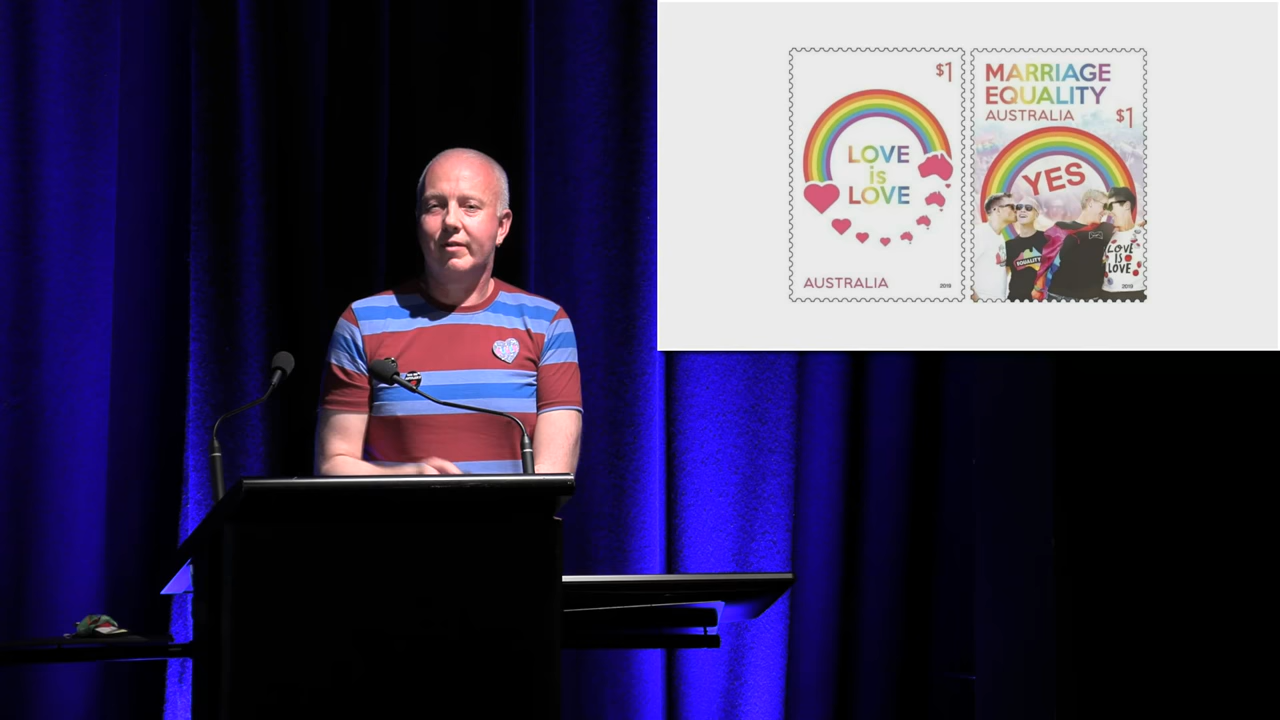 $1
LOVE
is
LOVE
AUSTRALIA
2019
MARRIAGE
EQUALITY
AUSTRALIA
$1
YES
EQUALITY
LOVE
IS
LOVE
2019